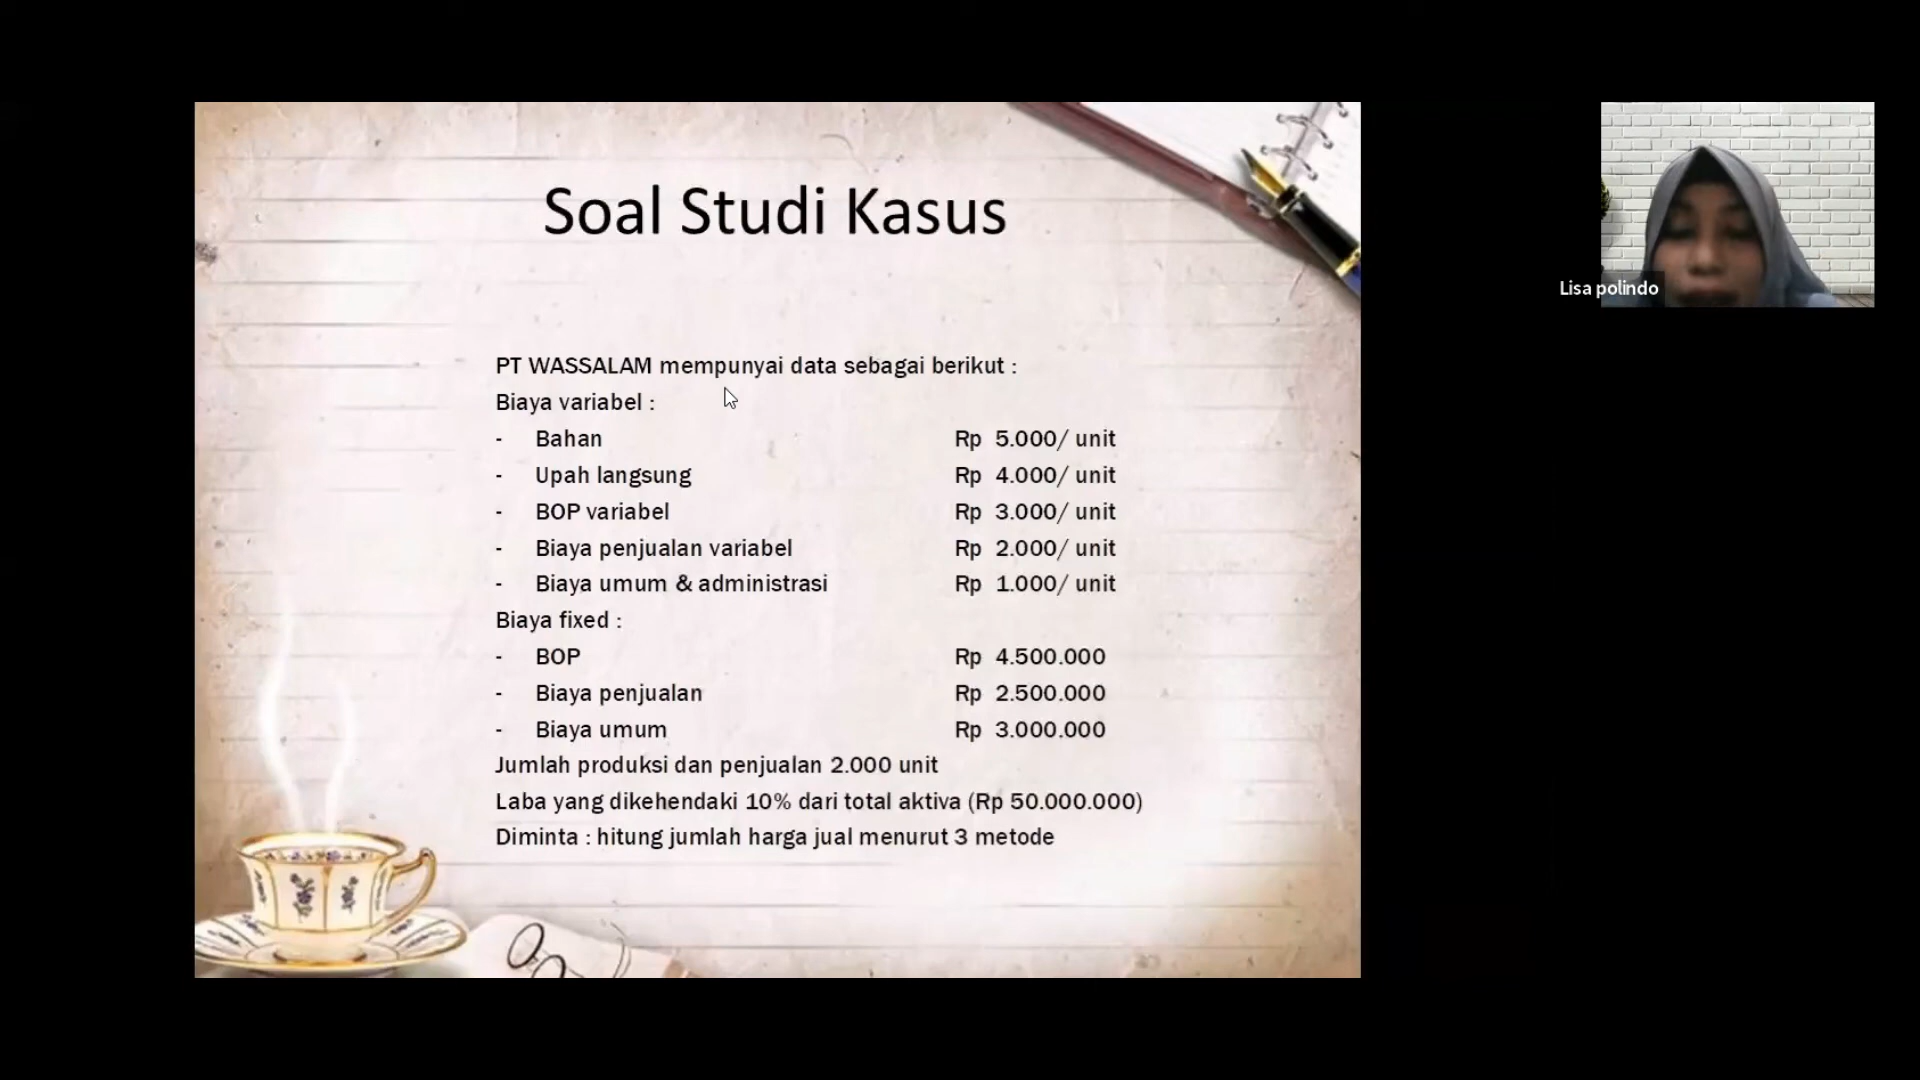 Soal Studi Kasus
PT WASSALAM mempunyai data sebagai berikut :
Biaya variabel :
- Bahan Rp 5.000/ unit
- Upah langsung Rp 4.000/ unit
- BOP variabel Rp 3.000/ unit
- Biaya penjualan variabel Rp 2.000/ unit
- Biaya umum & administrasi Rp 1.000/ unit
Biaya fixed :
- BOP Rp 4.500.000
- Biaya penjualan Rp 2.500.000
- Biaya umum Rp 3.000.000
Jumlah produksi dan penjualan 2.000 unit
Laba yang dikehendaki 10% dari total aktiva (Rp 50.000.000)
Diminta : hitung jumlah harga jual menurut 3 metode
Lisa polindo